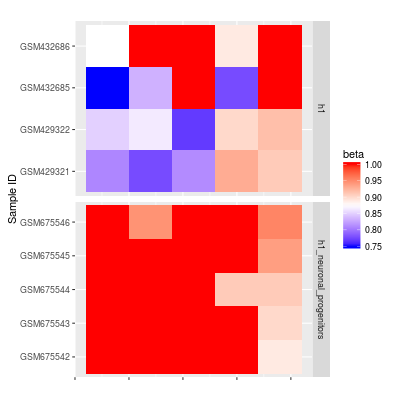 GSM432686
GSM432685
GSM429322
GSM429321
h1
GSM675546
GSM675545
GSM675544
GSM675543
GSM675542
h1_neuronal_progenitors
Sample ID
beta
1.00
0.95
0.90
0.85
0.80
0.75